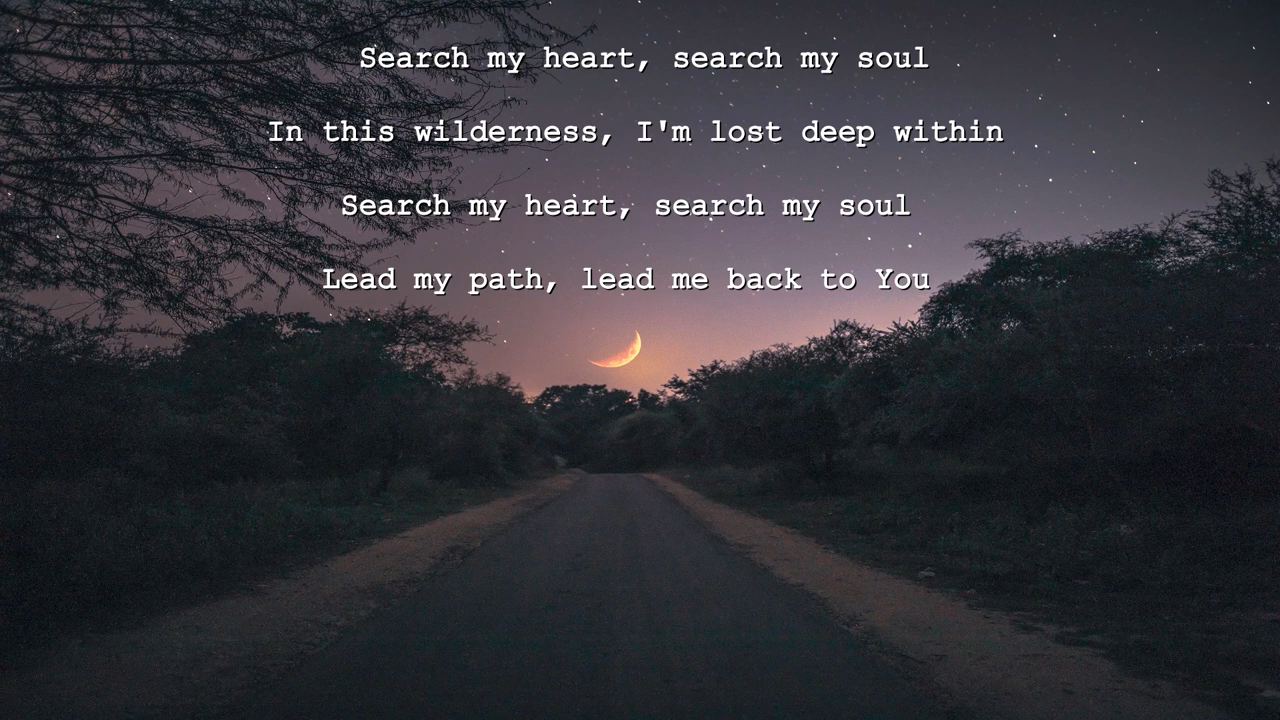 Search my heart, search my soul
In this wilderness, I'm lost deep within
Search my heart, search my soul
Lead my path, lead me back to You